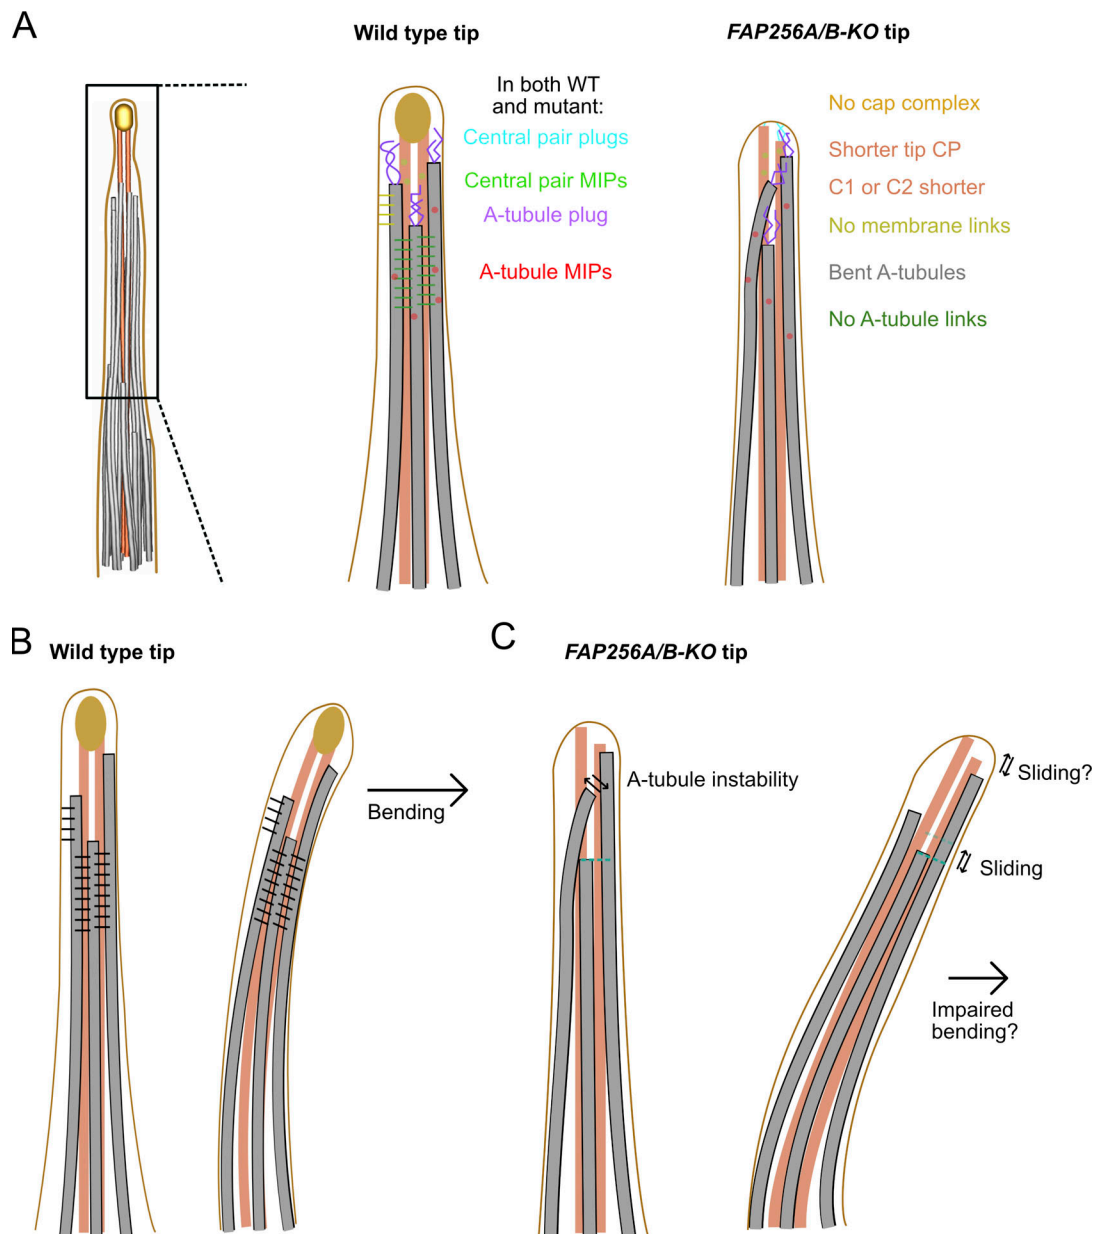 A
Wild type tip
FAP256A/B-KO tip
In both WT
and mutant:
Central pair plugs
Central pair MIPs
A-tubule plug
A-tubule MIPs
No cap complex
Shorter tip CP
C1 or C2 shorter
No membrane links
Bent A-tubules
No A-tubule links
B
Wild type tip
Bending
C
FAP256A/B-KO tip
A-tubule instability
Sliding?
Sliding
Impaired
bending?